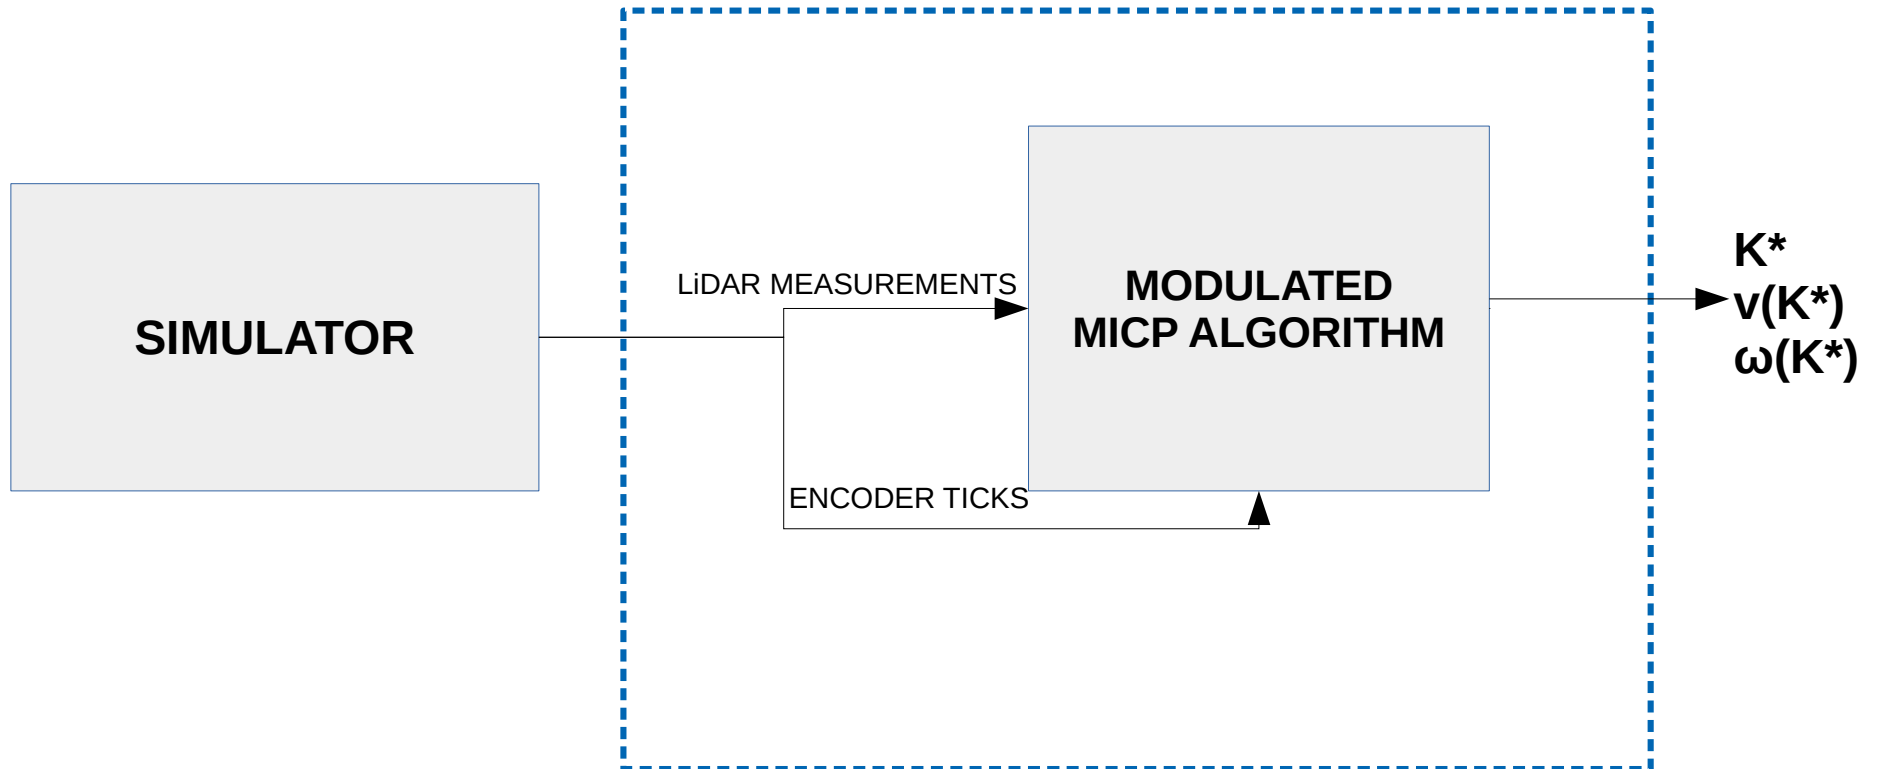 SIMULATOR
LiDAR MEASUREMENTS
ENCODER TICKS
MODULATED
MICP ALGORITHM
K*
v(K*)
ω(K*)